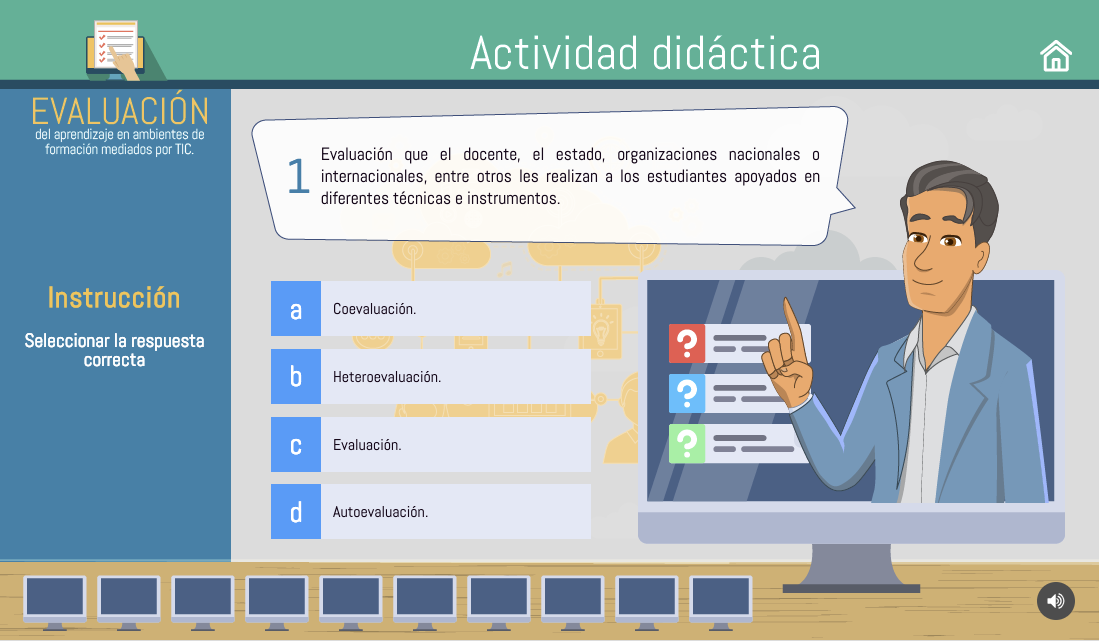 Actividad didáctica
EVALUACIÓN
del aprendizaje en ambientes de
formación mediados por TIC.
Instrucción
Seleccionar la respuesta
correcta
1
Evaluación que el docente, el estado, organizaciones nacionales o
internacionales, entre otros les realizan a los estudiantes apoyados en
diferentes técnicas e instrumentos.
a Coevaluación.
b Heteroevaluación.
c Evaluación.
d Autoevaluación.
?
?
?